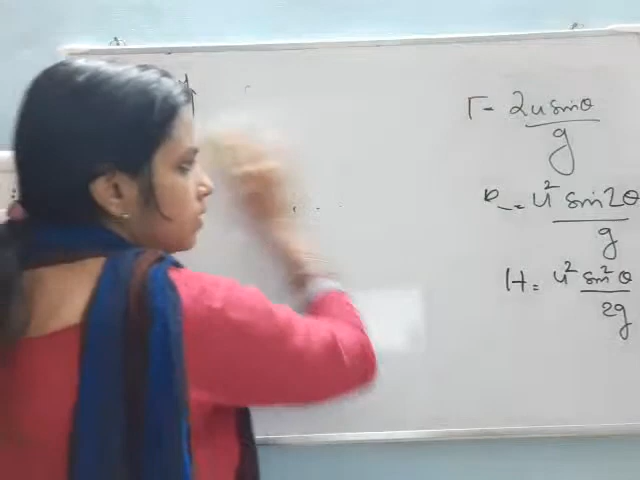 T = 2u sinθ / g
R = u² sin2θ / g
H = u² sin²θ / 2g